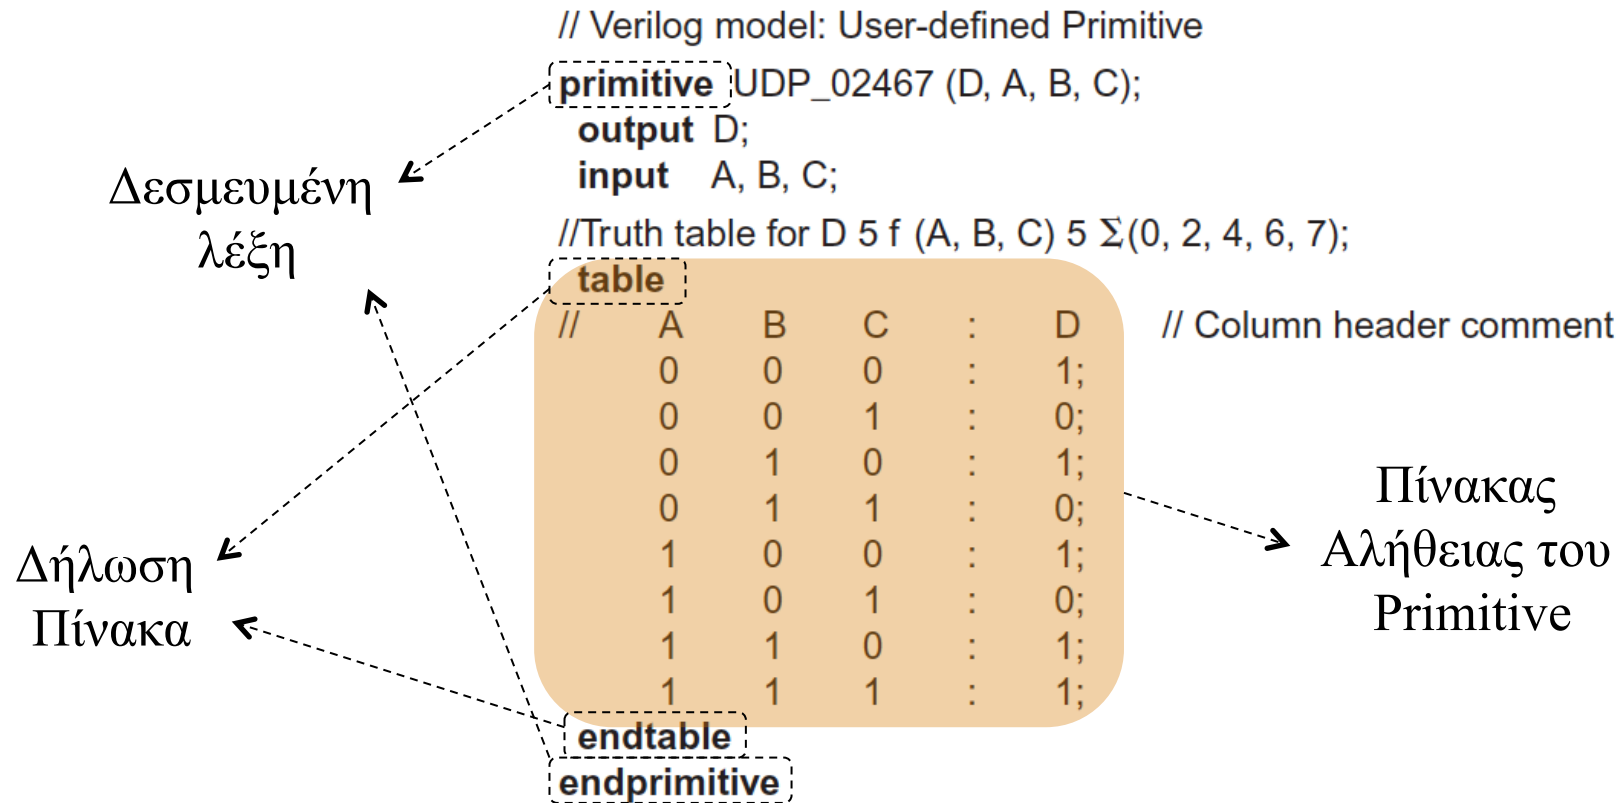 // Verilog model: User-defined Primitive
primitive UDP_02467 (D, A, B, C);
output D;
input A, B, C;
//Truth table for D 5 f (A, B, C) 5 Σ(0, 2, 4, 6, 7);
table
// A B C : D // Column header comment
0 0 0 : 1;
0 0 1 : 0;
0 1 0 : 1;
0 1 1 : 0;
1 0 0 : 1;
1 0 1 : 0;
1 1 0 : 1;
1 1 1 : 1;
endtable
endprimitive
Δεσμευμένη
λέξη
Δήλωση
Πίνακα
Πίνακας
Αλήθειας του
Primitive